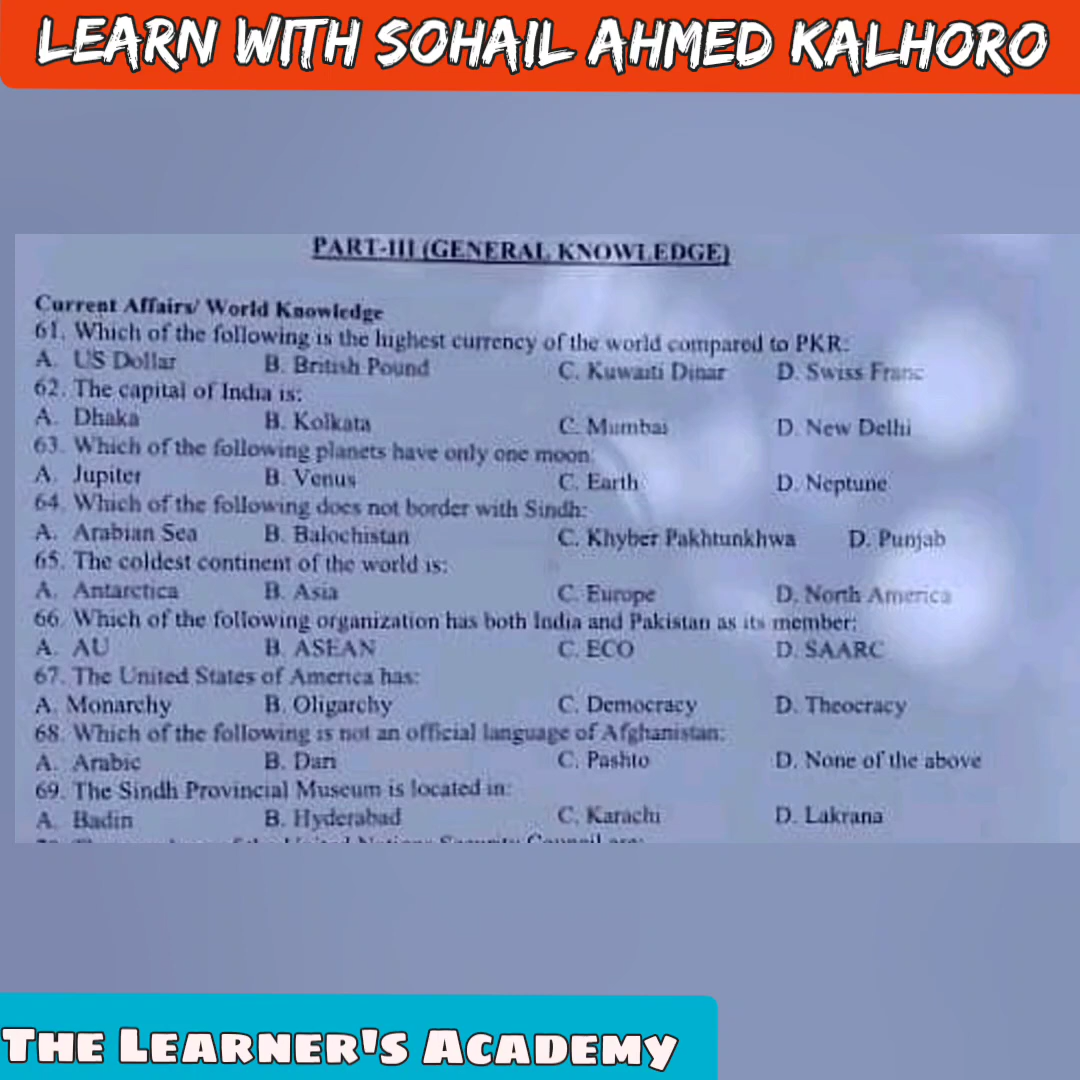 LEARN WITH SOHAIL AHMED KALHORO
PART-III (GENERAL KNOWLEDGE)
Current Affairs/ World Knowledge
61. Which of the following is the highest currency of the world compared to PKR:
A. US Dollar B. British Pound C. Kuwaiti Dinar D. Swiss Franc
62. The capital of India is:
A. Dhaka B. Kolkata C. Mumbai D. New Delhi
63. Which of the following planets have only one moon:
A. Jupiter B. Venus C. Earth D. Neptune
64. Which of the following does not border with Sindh:
A. Arabian Sea B. Balochistan C. Khyber Pakhtunkhwa D. Punjab
65. The coldest continent of the world is:
A. Antarctica B. Asia C. Europe D. North America
66. Which of the following organization has both India and Pakistan as its member:
A. AU B. ASEAN C. ECO D. SAARC
67. The United States of America has:
A. Monarchy B. Oligarchy C. Democracy D. Theocracy
68. Which of the following is not an official language of Afghanistan:
A. Arabic B. Dari C. Pashto D. None of the above
69. The Sindh Provincial Museum is located in:
A. Badin B. Hyderabad C. Karachi D. Lakrana
Council are:
THE LEARNER'S ACADEMY